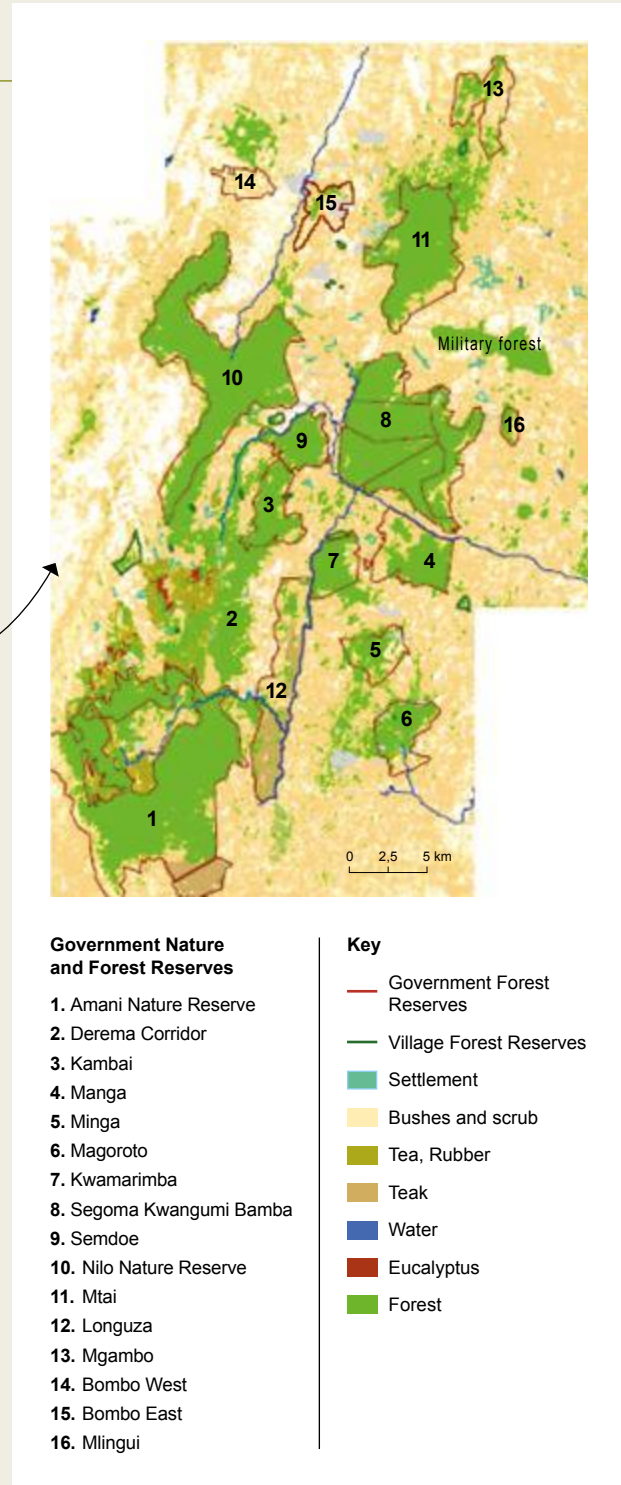 13
14
15
11
Military forest
10
8
16
9
3
7
4
2
5
12
6
1
0 2,5 5 km
Government Nature
and Forest Reserves
1. Amani Nature Reserve
2. Derema Corridor
3. Kambai
4. Manga
5. Minga
6. Magoroto
7. Kwamarimba
8. Segoma Kwangumi Bamba
9. Semdoe
10. Nilo Nature Reserve
11. Mtai
12. Longuza
13. Mgambo
14. Bombo West
15. Bombo East
16. Mlingui
Key
Government Forest
Reserves
Village Forest Reserves
Settlement
Bushes and scrub
Tea, Rubber
Teak
Water
Eucalyptus
Forest